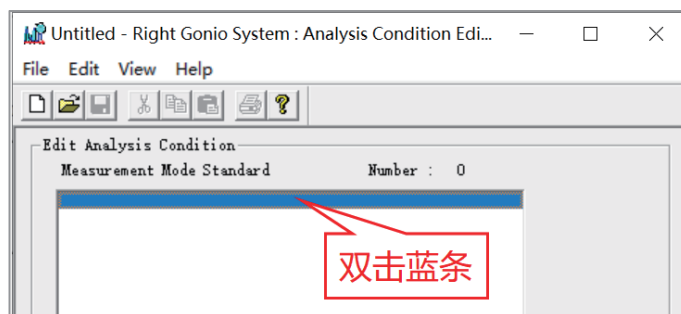 Untitled - Right Gonio System : Analysis Condition Edi...
File Edit View Help
Edit Analysis Condition
Measurement Mode Standard Number : 0
双击蓝条